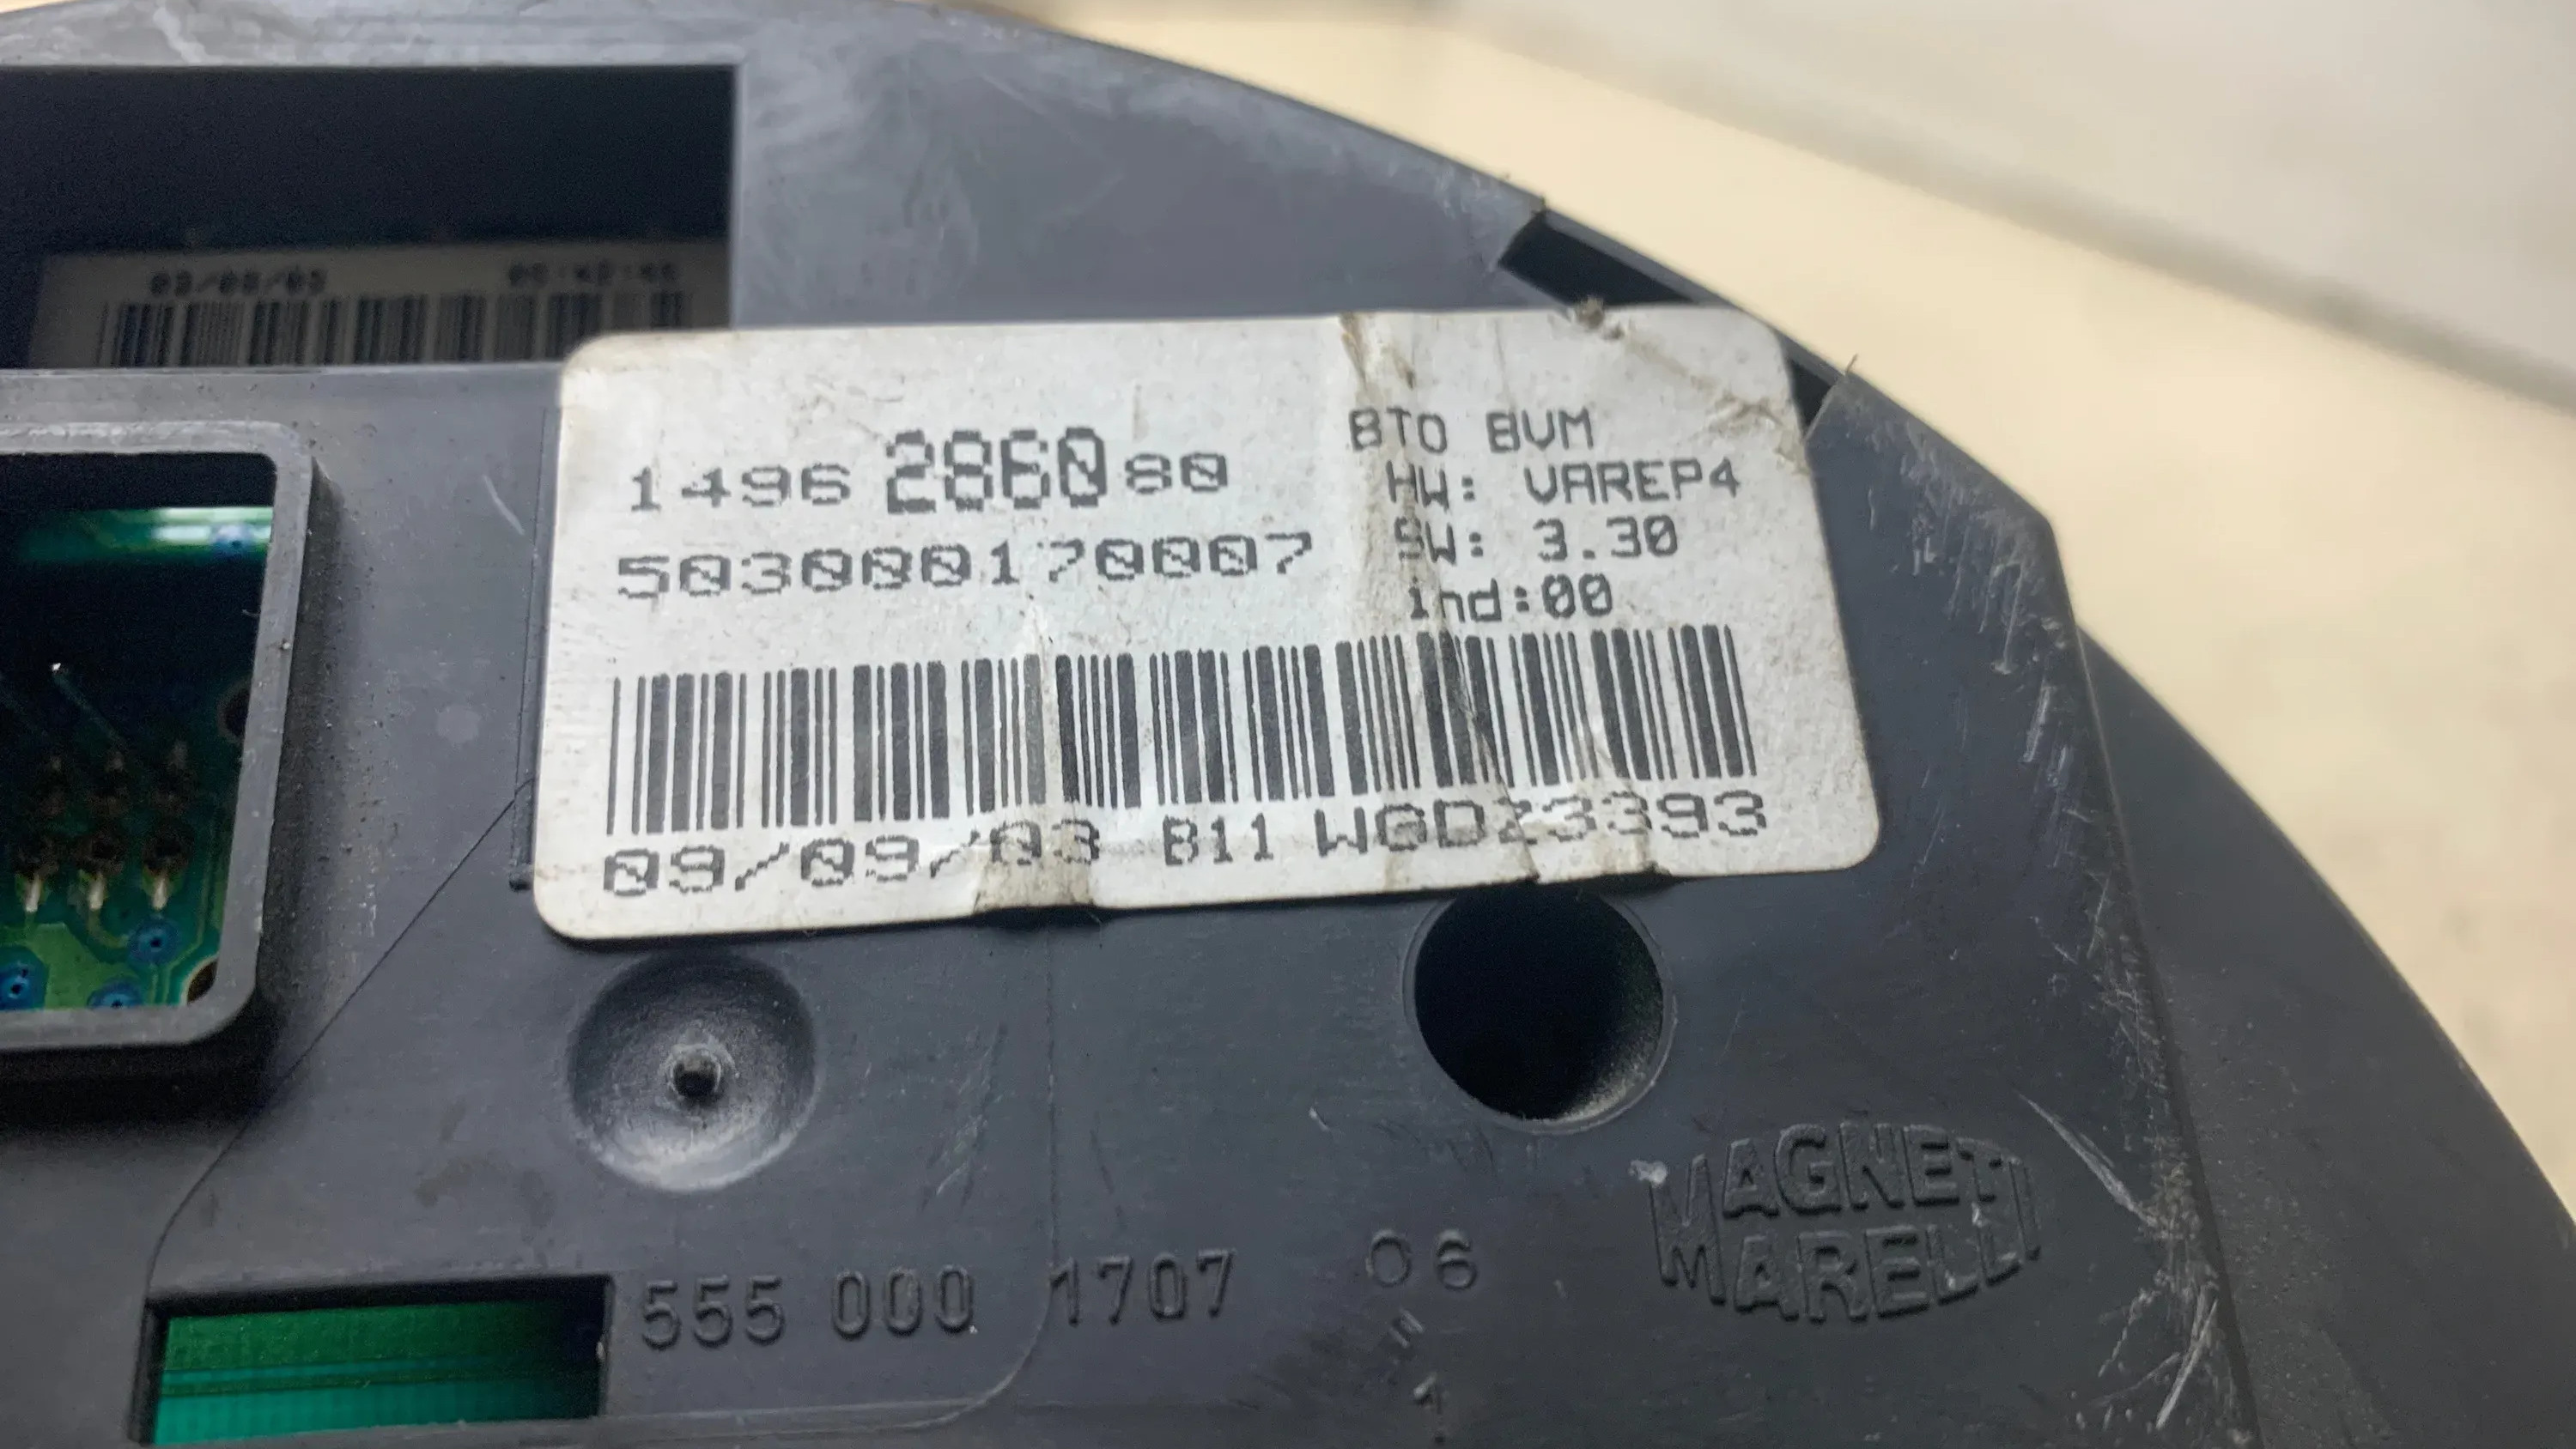 1496 2860 80
BTO BVM
HW: VAREP4
503000170007
SW: 3.30
ind:00
09/09/03 B11 WGDZ3393
555 000 1707
06
MAGNETI
MARELLI